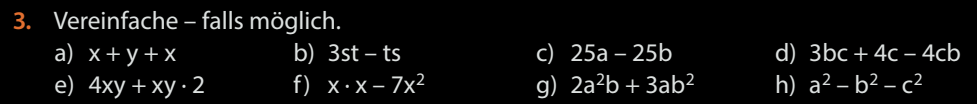 3. Vereinfache – falls möglich.
a) x + y + x b) 3st – ts c) 25a – 25b d) 3bc + 4c – 4cb
e) 4xy + xy · 2 f) x · x – 7x² g) 2a²b + 3ab² h) a² – b² – c²